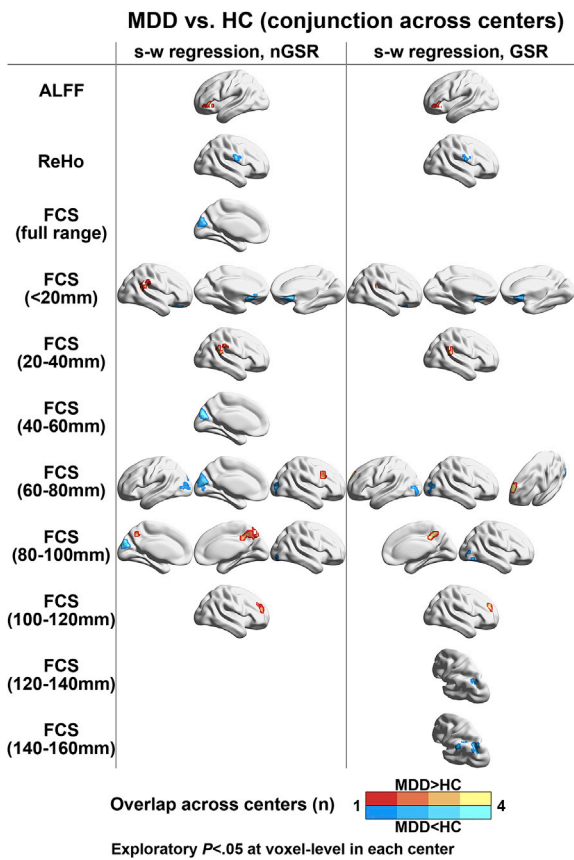 MDD vs. HC (conjunction across centers)
s-w regression, nGSR
s-w regression, GSR
ALFF
ReHo
FCS
(full range)
FCS
(<20mm)
FCS
(20-40mm)
FCS
(40-60mm)
FCS
(60-80mm)
FCS
(80-100mm)
FCS
(100-120mm)
FCS
(120-140mm)
FCS
(140-160mm)
MDD>HC
Overlap across centers (n) 1 4
MDD<HC
Exploratory P<.05 at voxel-level in each center